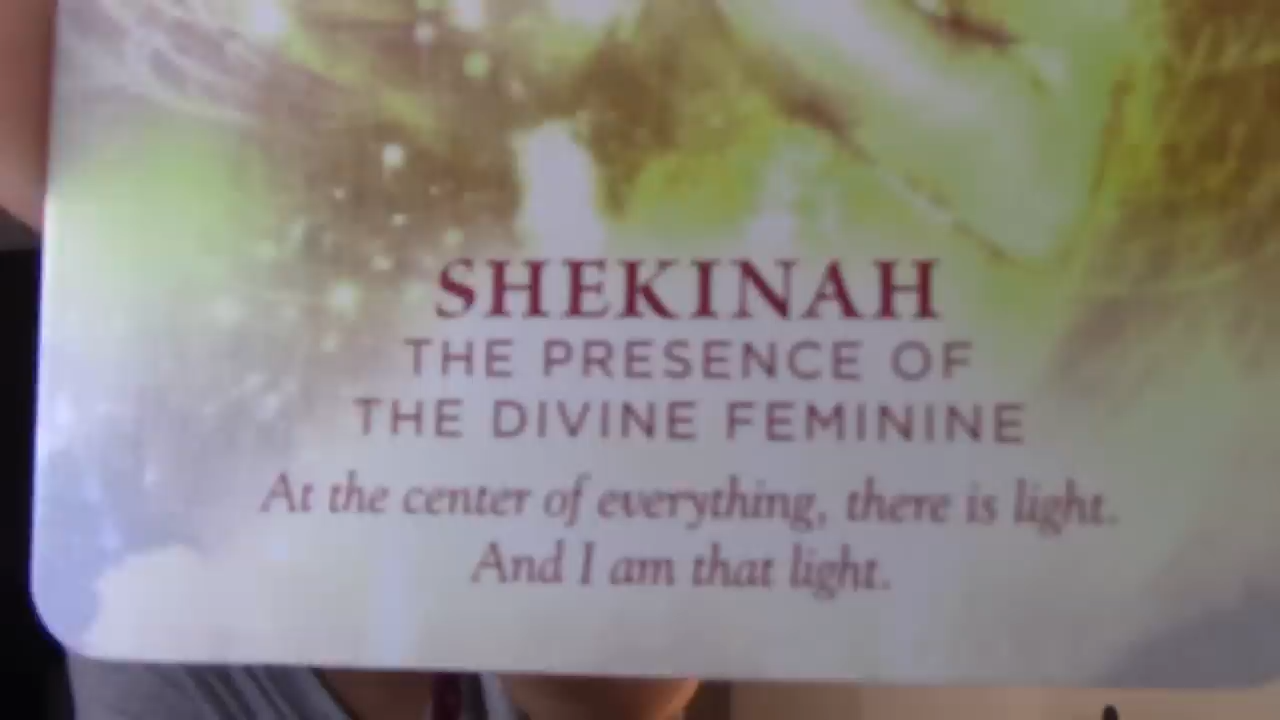 SHEKINAH
THE PRESENCE OF
THE DIVINE FEMININE
At the center of everything, there is light.
And I am that light.